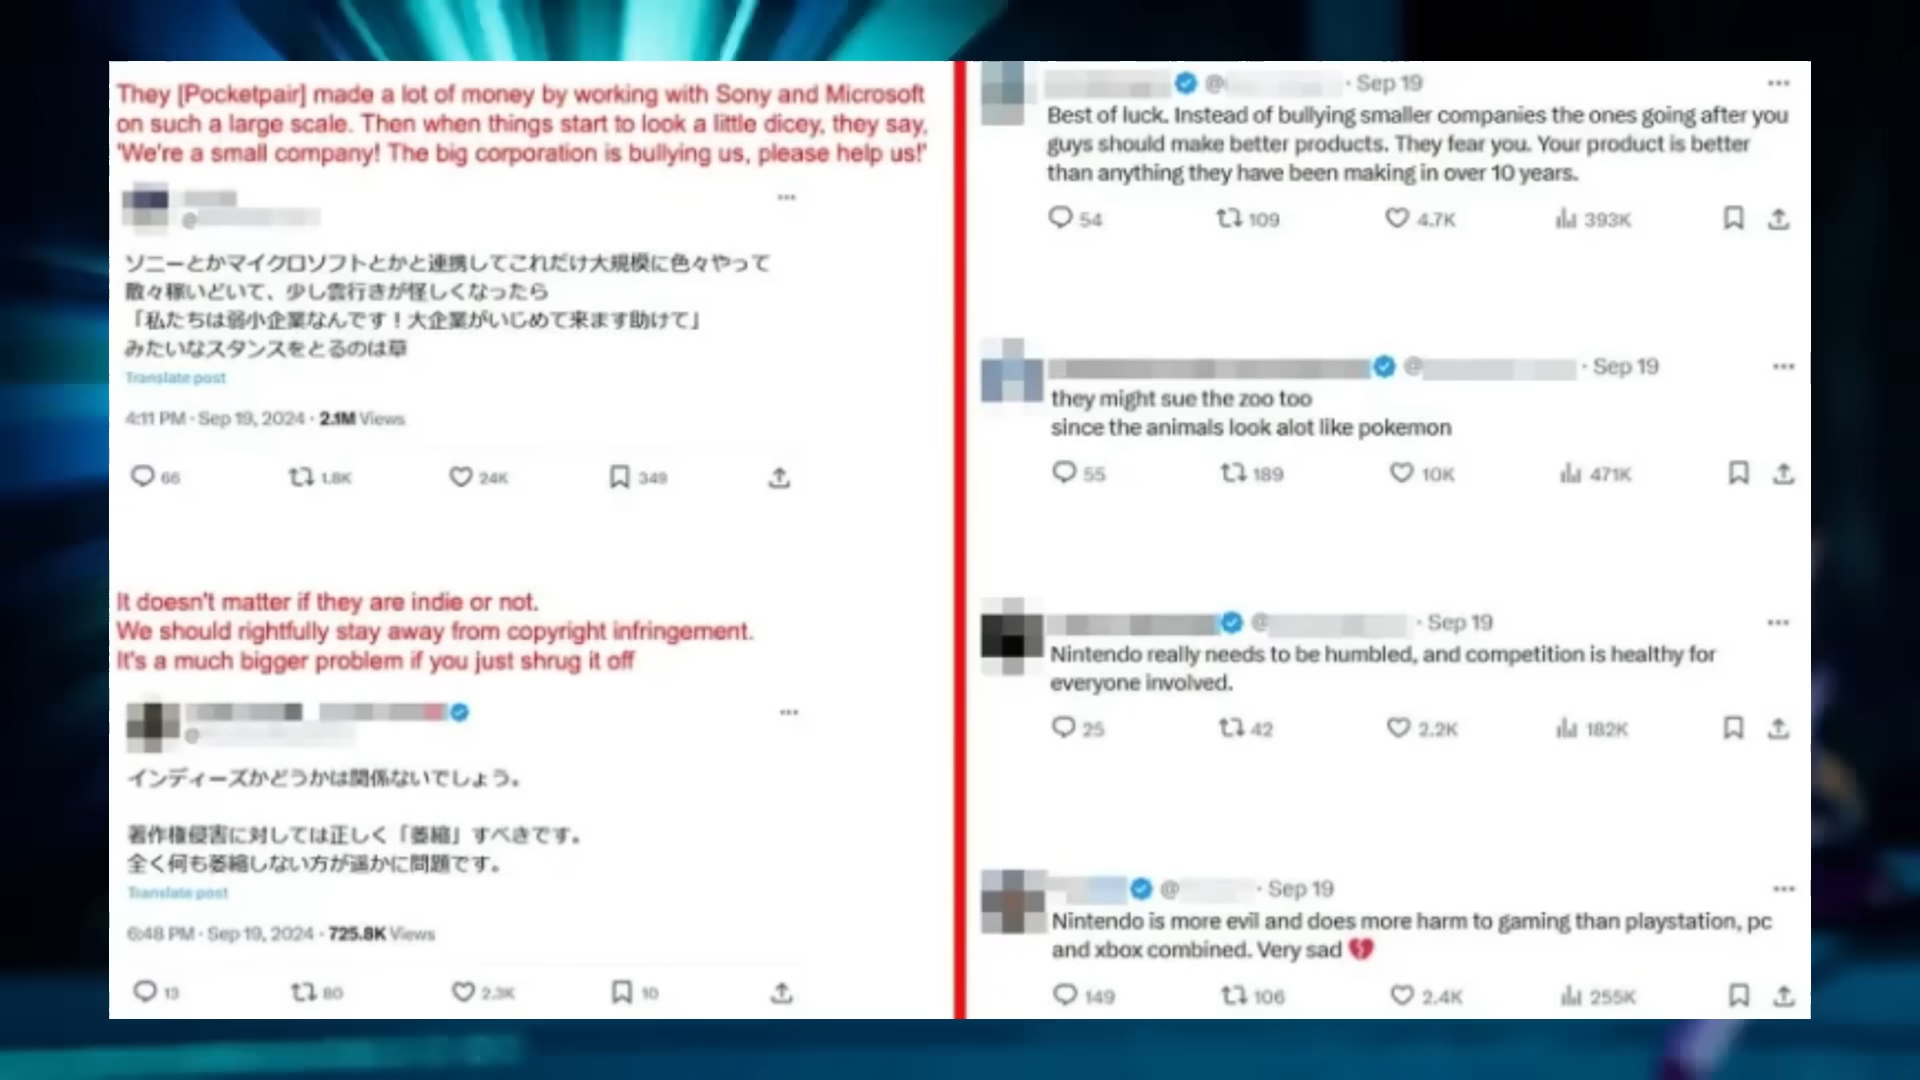 They [Pocketpair] made a lot of money by working with Sony and Microsoft
on such a large scale. Then when things start to look a little dicey, they say,
'We're a small company! The big corporation is bullying us, please help us!'
@
ソニーとかマイクロソフトとかと連携してこれだけ大規模に色々やって
散々稼いどいて、少し雲行きが怪しくなったら
「私たちは弱小企業なんです！大企業がいじめて来ます助けて」
みたいなスタンスをとるのは草
Translate post
4:11 PM · Sep 19, 2024 · 2.1M Views
66 1.8K 24K 349
It doesn't matter if they are indie or not.
We should rightfully stay away from copyright infringement.
It's a much bigger problem if you just shrug it off
@
インディーズかどうかは関係ないでしょう。
著作権侵害に対しては正しく「萎縮」すべきです。
全く何も萎縮しない方が遥かに問題です。
Translate post
6:48 PM · Sep 19, 2024 · 725.8K Views
13 80 2.3K 10
@ · Sep 19
Best of luck. Instead of bullying smaller companies the ones going after you
guys should make better products. They fear you. Your product is better
than anything they have been making in over 10 years.
54 109 4.7K 393K
@ · Sep 19
they might sue the zoo too
since the animals look alot like pokemon
55 189 10K 471K
@ · Sep 19
Nintendo really needs to be humbled, and competition is healthy for
everyone involved.
25 42 2.2K 182K
@ · Sep 19
Nintendo is more evil and does more harm to gaming than playstation, pc
and xbox combined. Very sad 💔
149 106 2.4K 255K